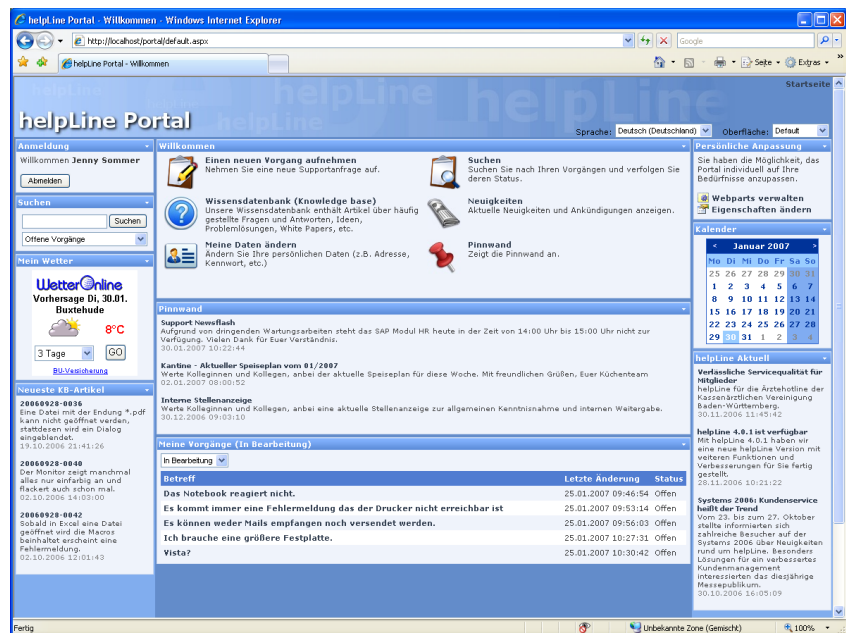 helpLine Portal - Willkommen - Windows Internet Explorer
http://localhost/portal/default.aspx
Google
helpLine Portal - Willkommen
Seite
Extras
Startseite
helpLine Portal
Sprache: Deutsch (Deutschland)
Oberfläche: Default
Anmeldung
Willkommen Jenny Sommer
Abmelden
Suchen
Suchen
Offene Vorgänge
Mein Wetter
WetterOnline
Vorhersage Di, 30.01.
Buxtehude
8°C
3 Tage
GO
BU-Versicherung
Neueste KB-Artikel
20060928-0036
Eine Datei mit der Endung *.pdf
kann nicht geöffnet werden,
stattdessen wird ein Dialog
eingeblendet.
19.10.2006 21:41:26
20060928-0040
Der Monitor zeigt manchmal
alles nur einfarbig an und
flackert auch schon mal.
02.10.2006 14:03:00
20060928-0042
Sobald in Excel eine Datei
geöffnet wird die Macros
beinhaltet erscheint eine
Fehlermeldung.
02.10.2006 12:01:43
Willkommen
Einen neuen Vorgang aufnehmen
Nehmen Sie eine neue Supportanfrage auf.
Suchen
Suchen Sie nach Ihren Vorgängen und verfolgen Sie
deren Status.
Wissensdatenbank (Knowledge base)
Unsere Wissensdatenbank enthält Artikel über häufig
gestellte Fragen und Antworten, Ideen,
Problemlösungen, White Papers, etc.
Neuigkeiten
Aktuelle Neuigkeiten und Ankündigungen anzeigen.
Meine Daten ändern
Ändern Sie Ihre persönlichen Daten (z.B. Adresse,
Kennwort, etc.)
Pinnwand
Zeigt die Pinnwand an.
Pinnwand
Support Newsflash
Aufgrund von dringenden Wartungsarbeiten steht das SAP Modul HR heute in der Zeit von 14:00 Uhr bis 15:00 Uhr nicht zur
Verfügung. Vielen Dank für Euer Verständnis.
30.01.2007 10:22:44
Kantine - Aktueller Speiseplan vom 01/2007
Werte Kolleginnen und Kollegen, anbei der aktuelle Speiseplan für diese Woche. Mit freundlichen Grüßen, Euer Küchenteam
02.01.2007 08:00:52
Interne Stellenanzeige
Werte Kolleginnen und Kollegen, anbei eine aktuelle Stellenanzeige zur allgemeinen Kenntnisnahme und internen Weitergabe.
30.12.2006 09:03:10
Meine Vorgänge (In Bearbeitung)
In Bearbeitung
Betreff Letzte Änderung Status
Das Notebook reagiert nicht. 25.01.2007 09:46:54 Offen
Es kommt immer eine Fehlermeldung das der Drucker nicht erreichbar ist 25.01.2007 09:53:14 Offen
Es können weder Mails empfangen noch versendet werden. 25.01.2007 09:56:03 Offen
Ich brauche eine größere Festplatte. 25.01.2007 10:27:31 Offen
Vista? 25.01.2007 10:30:42 Offen
Persönliche Anpassung
Sie haben die Möglichkeit, das
Portal individuell auf Ihre
Bedürfnisse anzupassen.
Webparts verwalten
Eigenschaften ändern
Kalender
< Januar 2007 >
Mo Di Mi Do Fr Sa So
25 26 27 28 29 30 31
1 2 3 4 5 6 7
8 9 10 11 12 13 14
15 16 17 18 19 20 21
22 23 24 25 26 27 28
29 30 31 1 2 3 4
helpLine Aktuell
Verlässliche Servicequalität für
Mitglieder
helpLine für die Ärztehotline der
Kassenärztlichen Vereinigung
Baden-Württemberg.
30.11.2006 11:45:42
helpLine 4.0.1 ist verfügbar
Mit helpLine 4.0.1 haben wir
eine neue helpLine Version mit
weiteren Funktionen und
Verbesserungen für Sie fertig
gestellt.
28.11.2006 10:21:22
Systems 2006: Kundenservice
heißt der Trend
Vom 23. bis zum 27. Oktober
stellte informierten sich
zahlreiche Besucher auf der
Systems 2006 über Neuigkeiten
rund um helpLine. Besonders
Lösungen für ein verbessertes
Kundenmanagement
interessierten das diesjährige
Messepublikum.
30.10.2006 16:05:09
Fertig
Unbekannte Zone (Gemischt)
100%